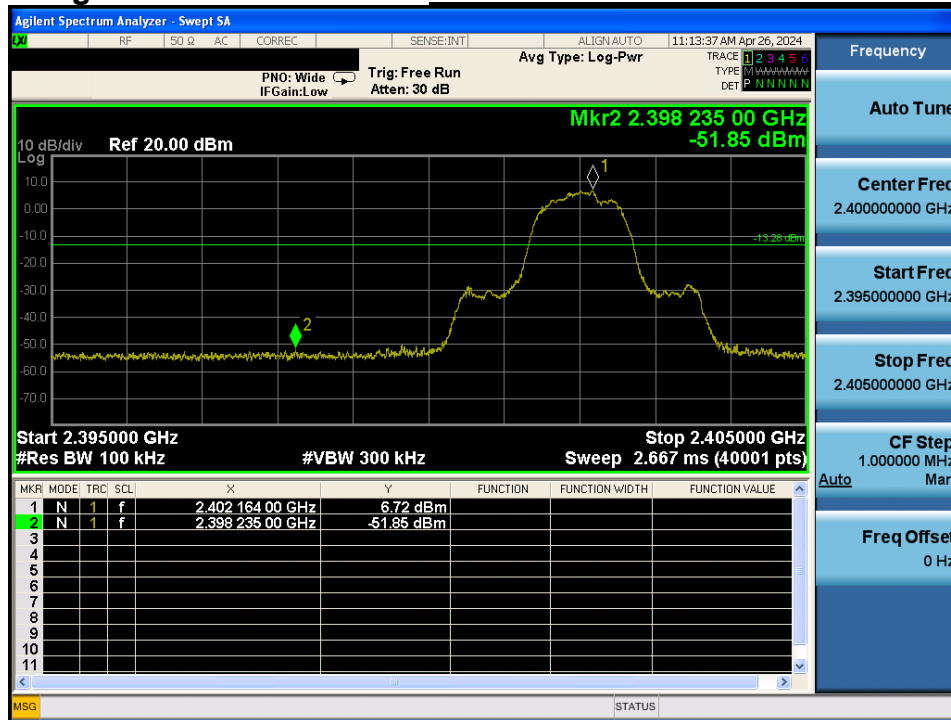 Agilent Spectrum Analyzer - Swept SA
LXI RF 50 Ω AC CORREC SENSE:INT ALIGN AUTO 11:13:37 AM Apr 26, 2024
PNO: Wide Trig: Free Run Avg Type: Log-Pwr TRACE 1 2 3 4 5 6
IFGain:Low Atten: 30 dB TYPE M
DET P N N N N N
Mkr2 2.398 235 00 GHz
-51.85 dBm
10 dB/div Ref 20.00 dBm
Log
10.0
0.00
-10.0
-20.0
-30.0
-40.0
-50.0
-60.0
-70.0
1
-13.28 dBm
2
Start 2.395000 GHz Stop 2.405000 GHz
#Res BW 100 kHz #VBW 300 kHz Sweep 2.667 ms (40001 pts)
MKR MODE TRC SCL X Y FUNCTION FUNCTION WIDTH FUNCTION VALUE
1 N 1 f 2.402 164 00 GHz 6.72 dBm
2 N 1 f 2.398 235 00 GHz -51.85 dBm
3
4
5
6
7
8
9
10
11
MSG STATUS
Frequency
Auto Tune
Center Freq
2.400000000 GHz
Start Freq
2.395000000 GHz
Stop Freq
2.405000000 GHz
CF Step
1.000000 MHz
Auto Man
Freq Offset
0 Hz